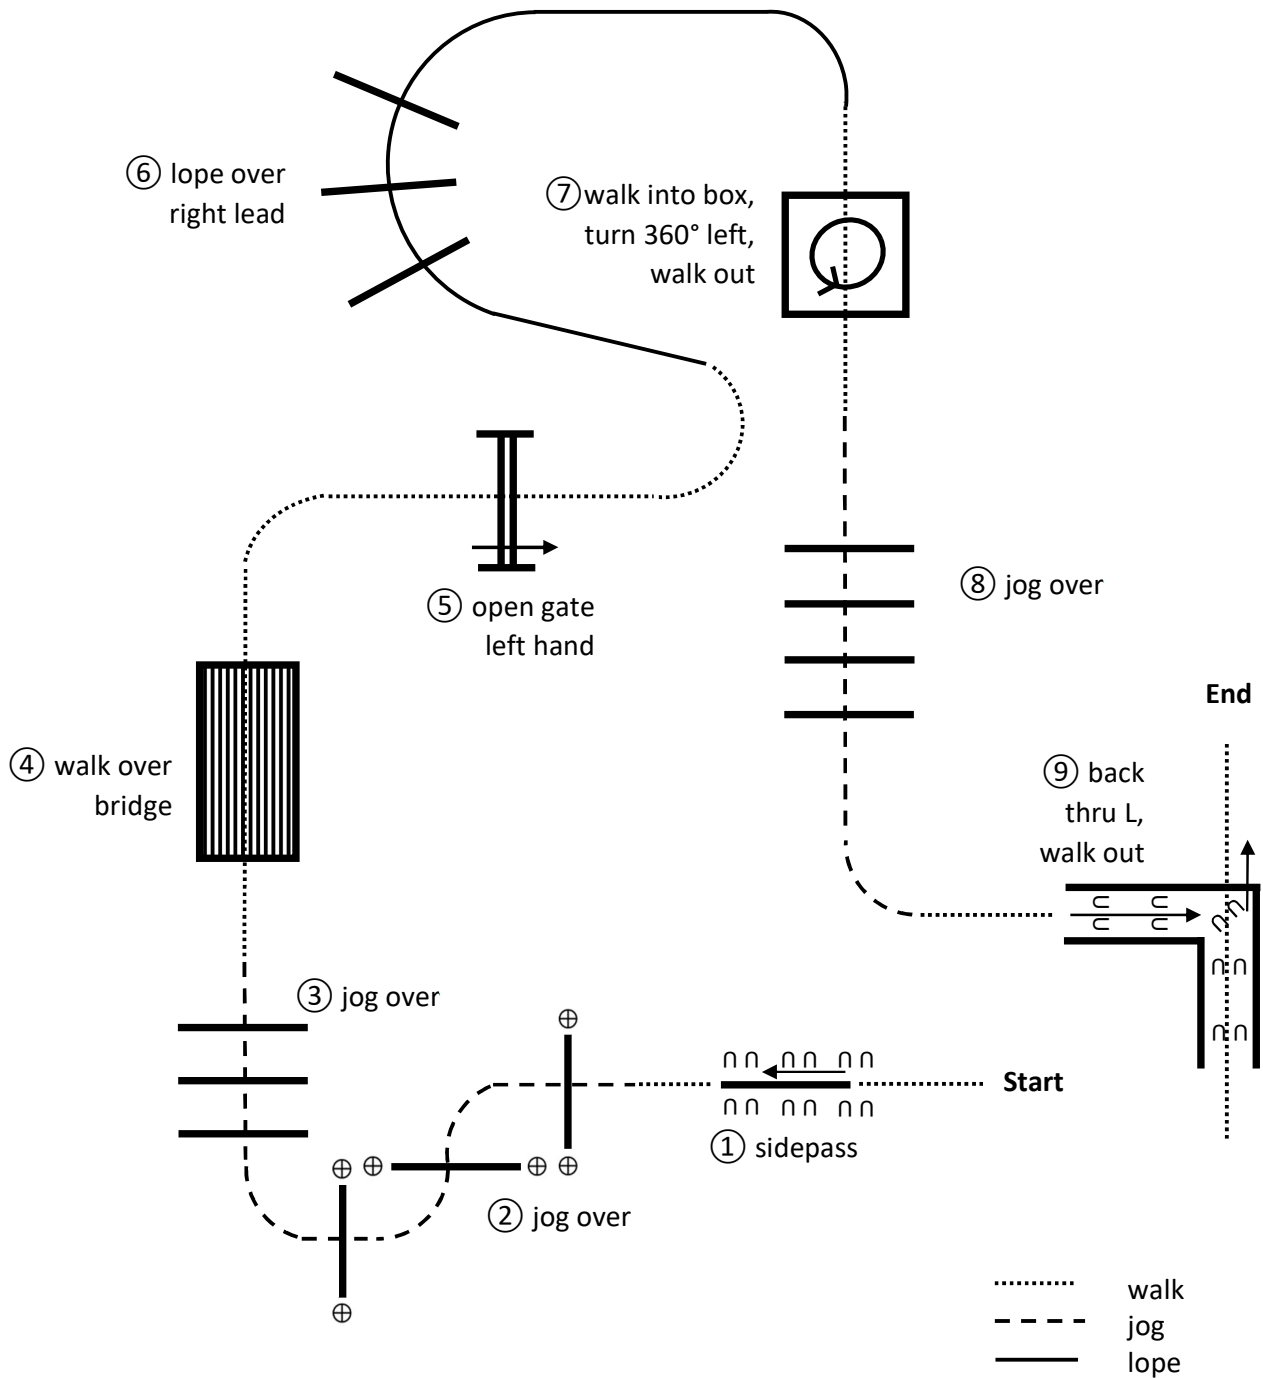 ⑥ lope over
right lead
⑦walk into box,
turn 360° left,
walk out
⑤ open gate
left hand
⑧ jog over
End
④ walk over
bridge
⑨ back
thru L,
walk out
③ jog over
Start
① sidepass
② jog over
walk
jog
lope